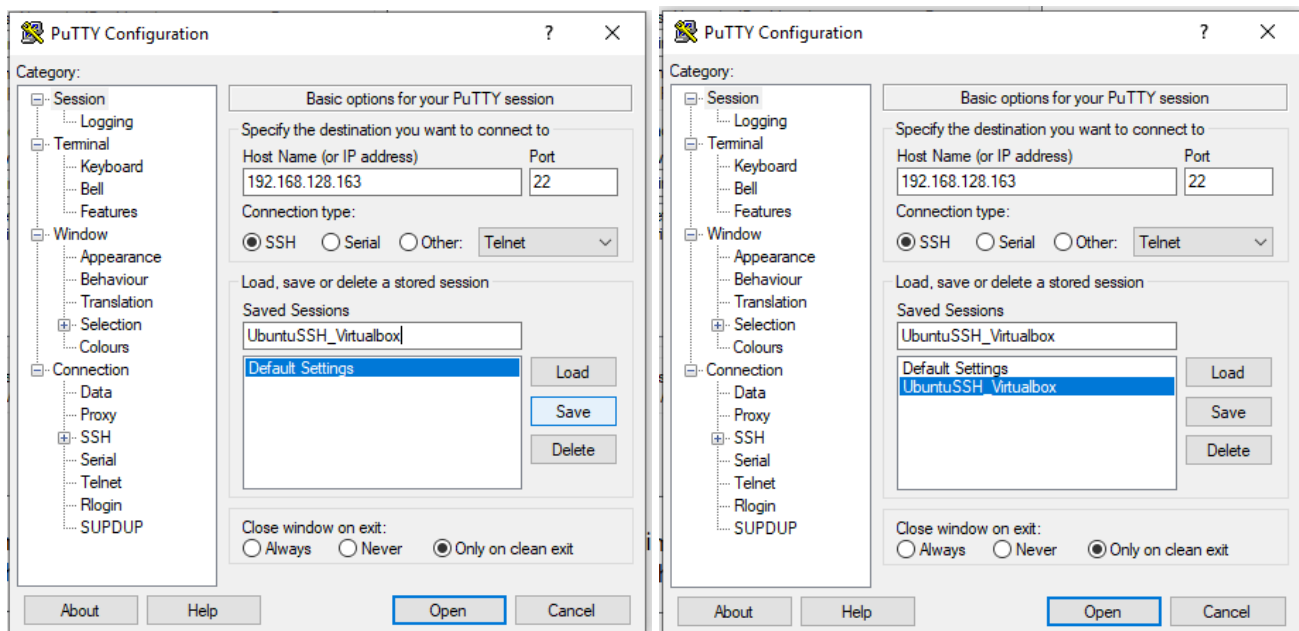 PuTTY Configuration ? ×
Category:
Session
Logging
Terminal
Keyboard
Bell
Features
Window
Appearance
Behaviour
Translation
Selection
Colours
Connection
Data
Proxy
SSH
Serial
Telnet
Rlogin
SUPDUP
Basic options for your PuTTY session
Specify the destination you want to connect to
Host Name (or IP address) Port
192.168.128.163 22
Connection type:
SSH Serial Other: Telnet
Load, save or delete a stored session
Saved Sessions
UbuntuSSH_Virtualbox
Default Settings
Load
Save
Delete
Close window on exit:
Always Never Only on clean exit
About Help Open Cancel
PuTTY Configuration ? ×
Category:
Session
Logging
Terminal
Keyboard
Bell
Features
Window
Appearance
Behaviour
Translation
Selection
Colours
Connection
Data
Proxy
SSH
Serial
Telnet
Rlogin
SUPDUP
Basic options for your PuTTY session
Specify the destination you want to connect to
Host Name (or IP address) Port
192.168.128.163 22
Connection type:
SSH Serial Other: Telnet
Load, save or delete a stored session
Saved Sessions
UbuntuSSH_Virtualbox
Default Settings
UbuntuSSH_Virtualbox
Load
Save
Delete
Close window on exit:
Always Never Only on clean exit
About Help Open Cancel